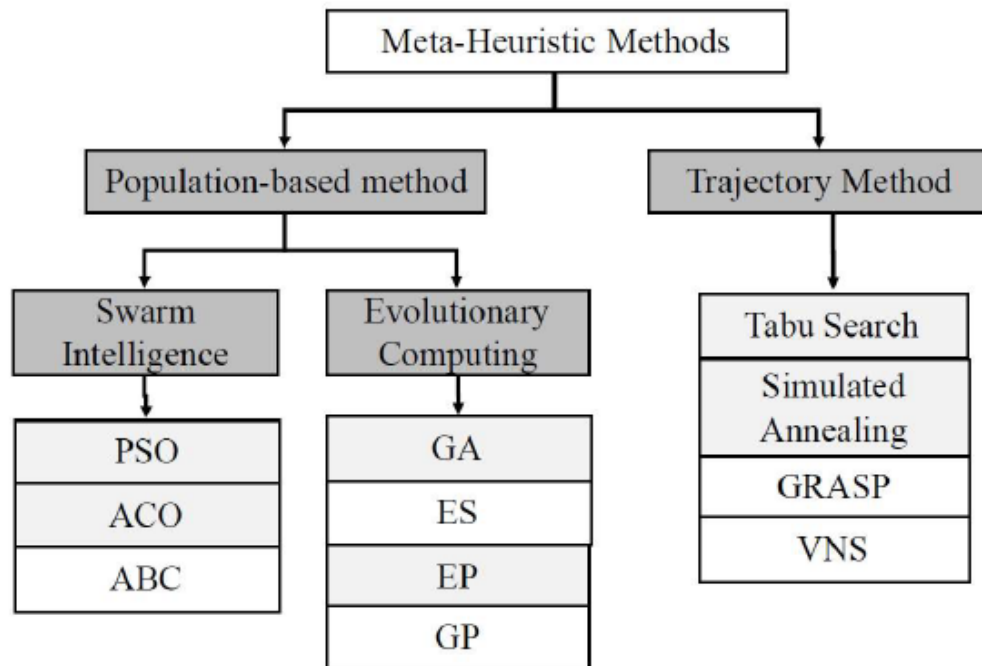 Meta-Heuristic Methods
Population-based method
Trajectory Method
Swarm
Intelligence
Evolutionary
Computing
Tabu Search
Simulated
Annealing
GRASP
VNS
PSO
ACO
ABC
GA
ES
EP
GP